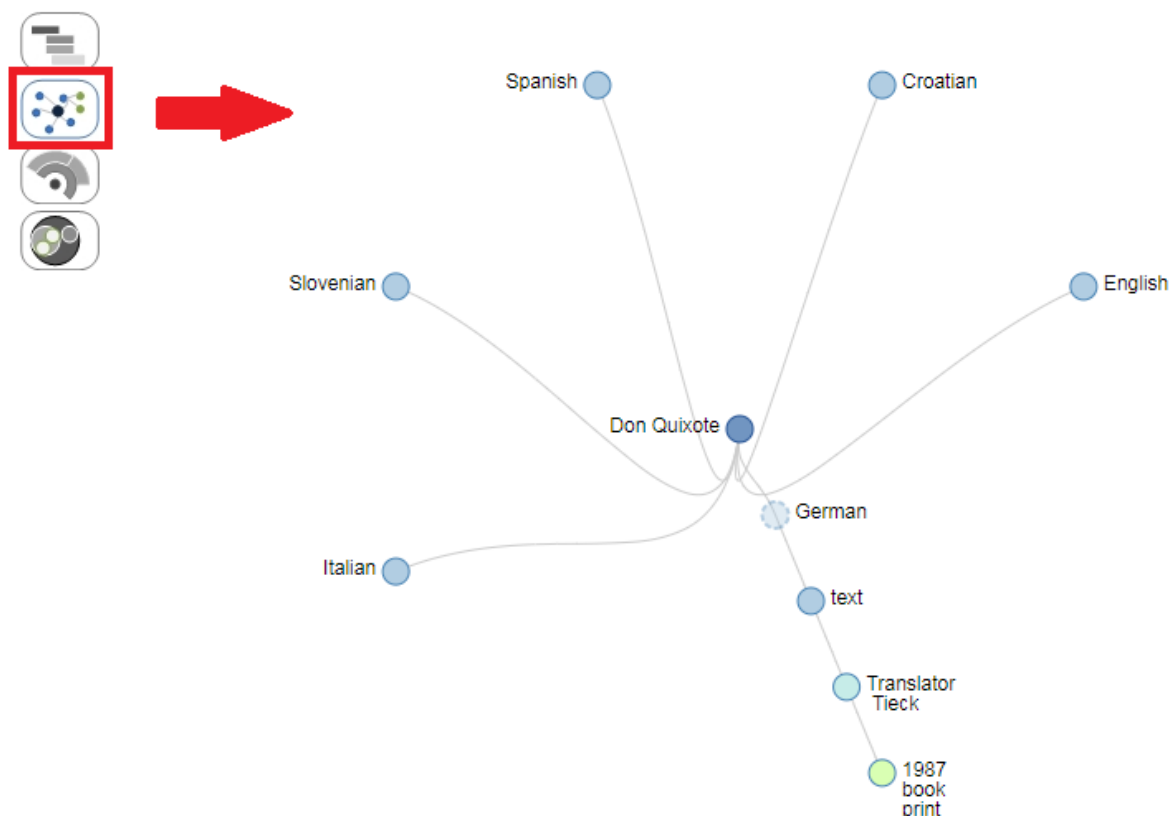 Spanish
Croatian
Slovenian
English
Don Quixote
German
Italian
text
Translator
Tieck
1987
book
print